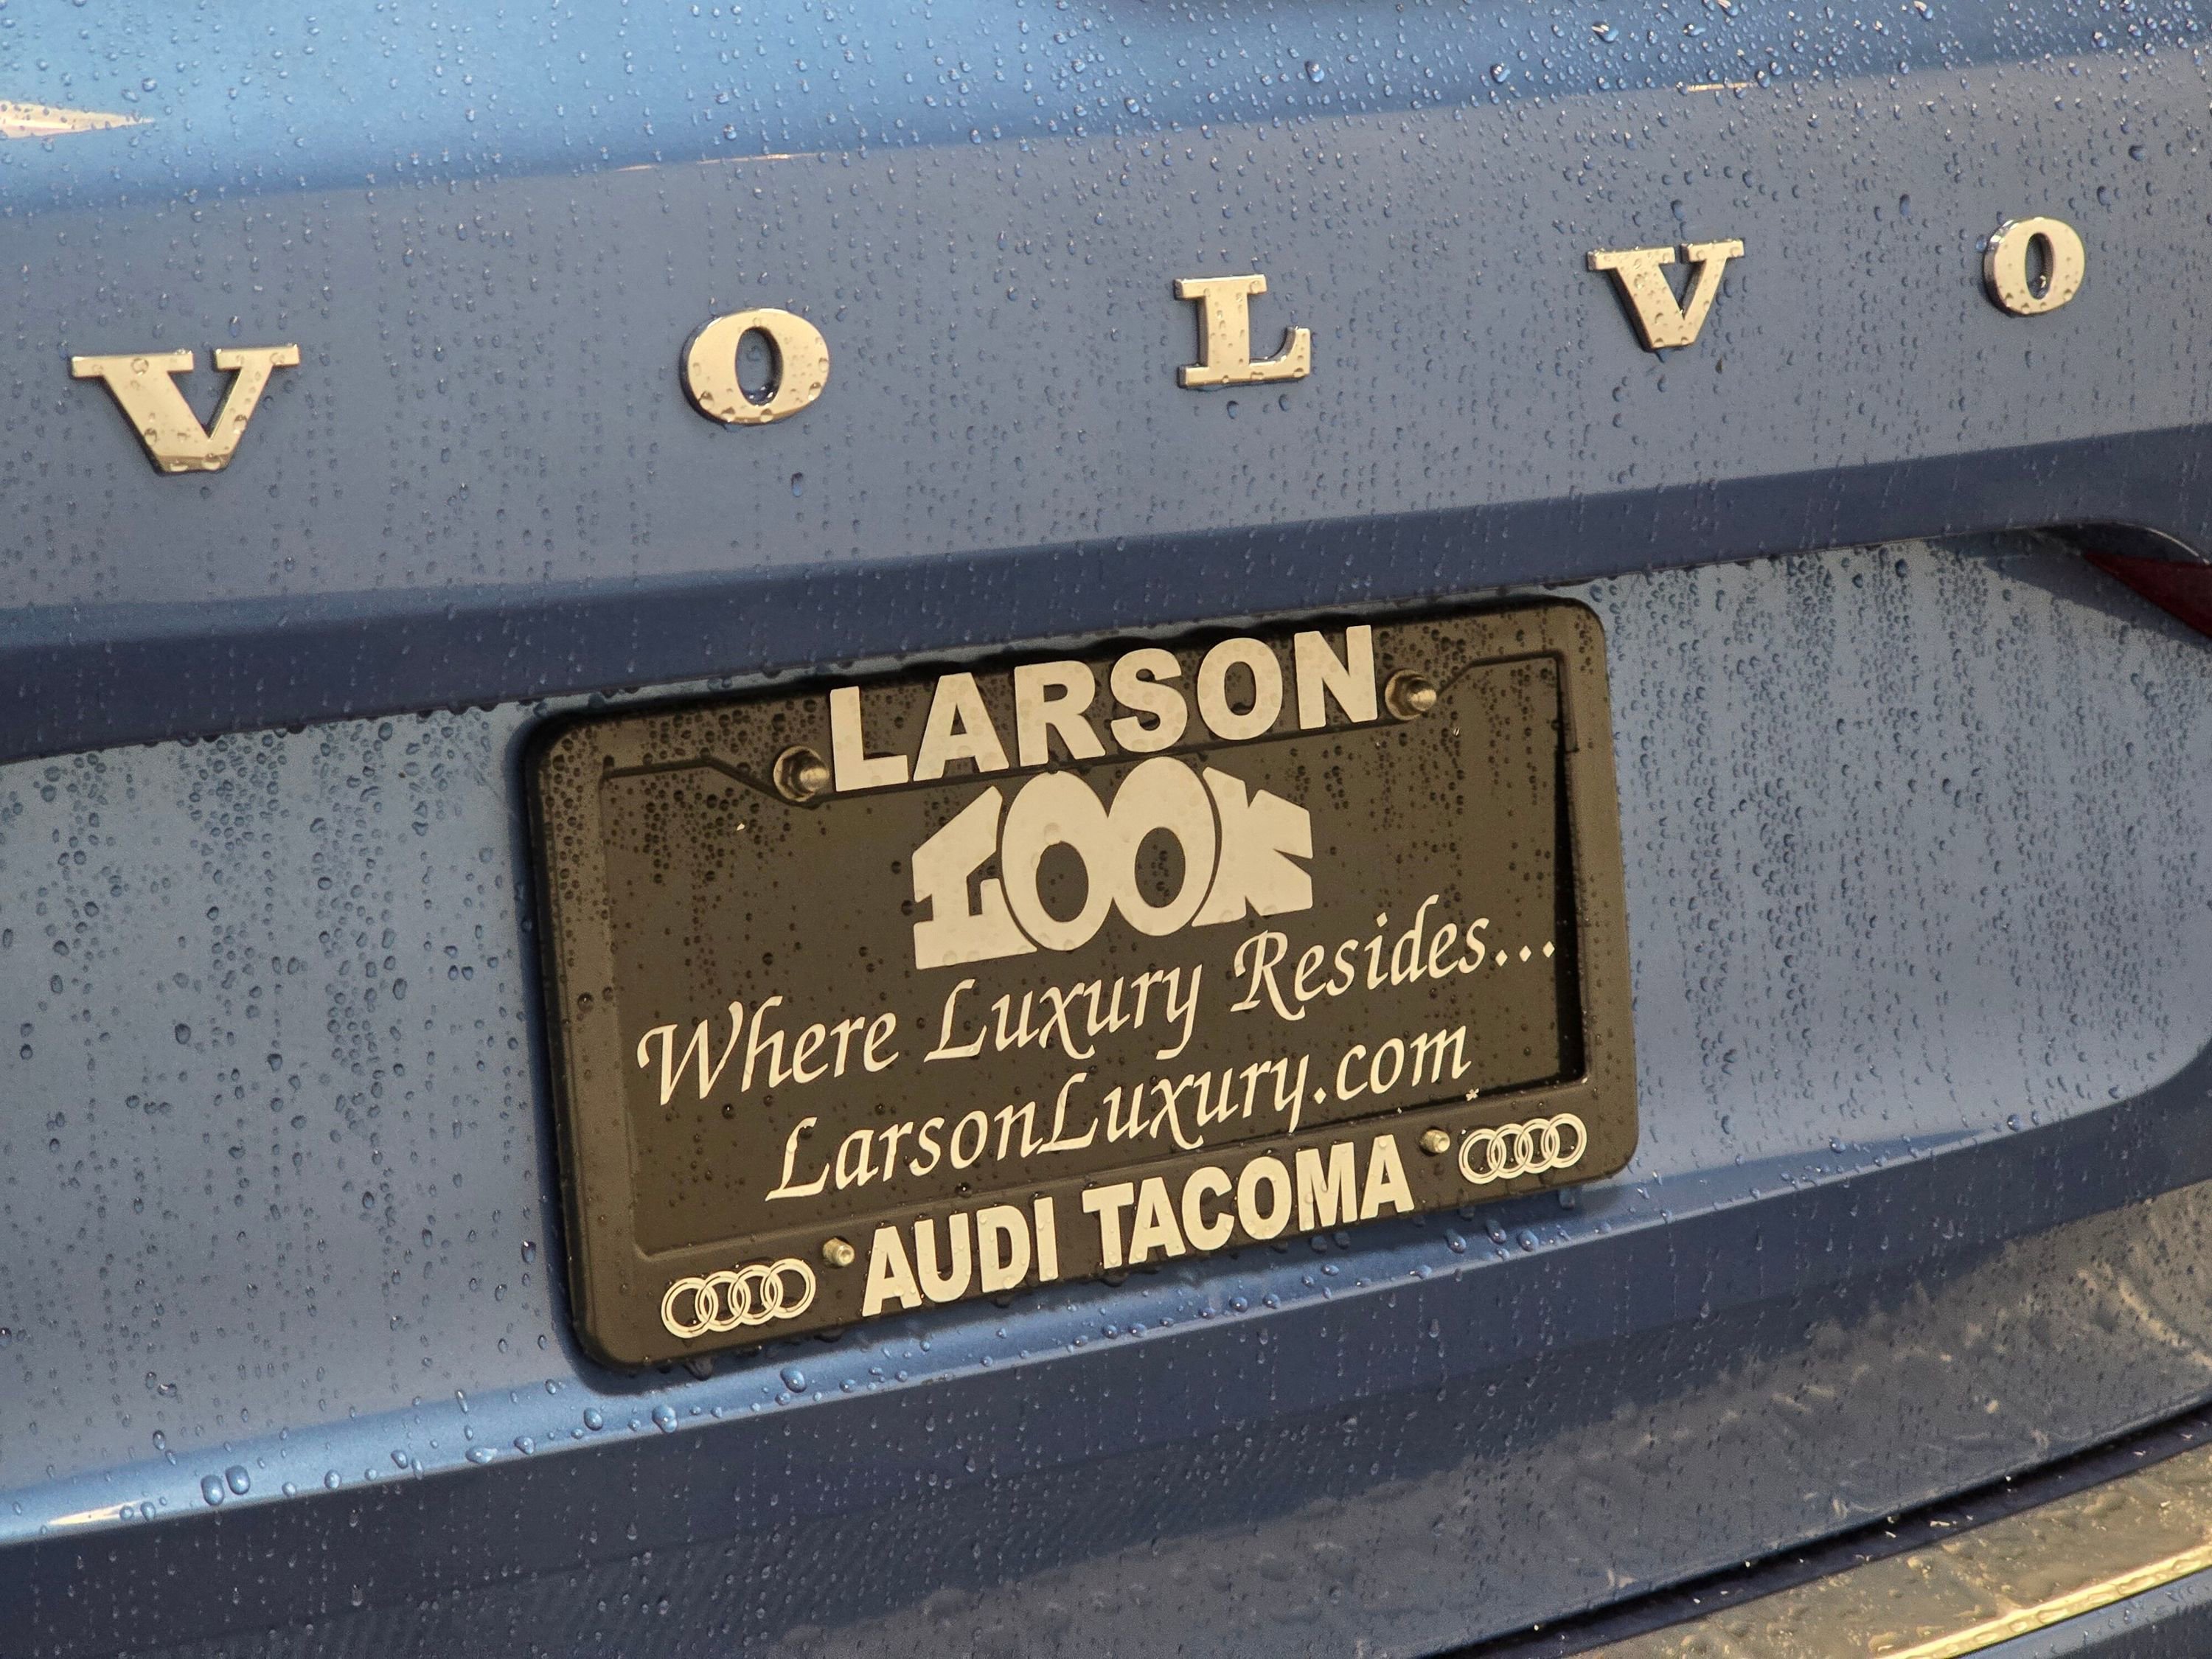 VOLVO
LARSON
LOOK
Where Luxury Resides...
LarsonLuxury.com
AUDI TACOMA